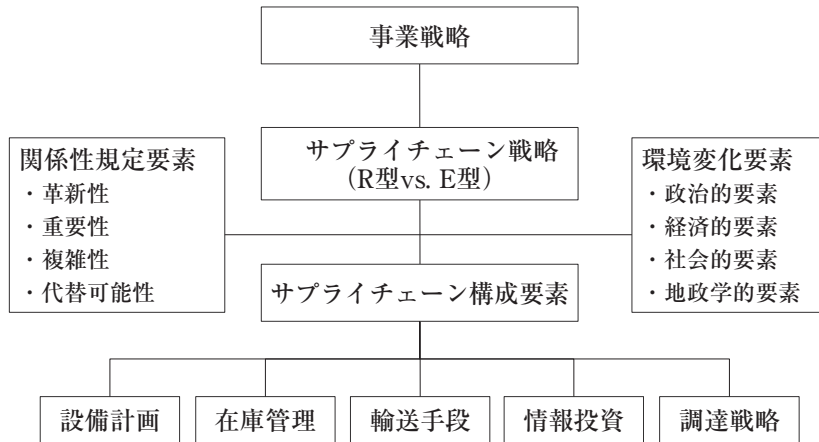 事業戦略
サプライチェーン戦略
（R型vs. E型）
関係性規定要素
・革新性
・重要性
・複雑性
・代替可能性
環境変化要素
・政治的要素
・経済的要素
・社会的要素
・地政学的要素
サプライチェーン構成要素
設備計画
在庫管理
輸送手段
情報投資
調達戦略